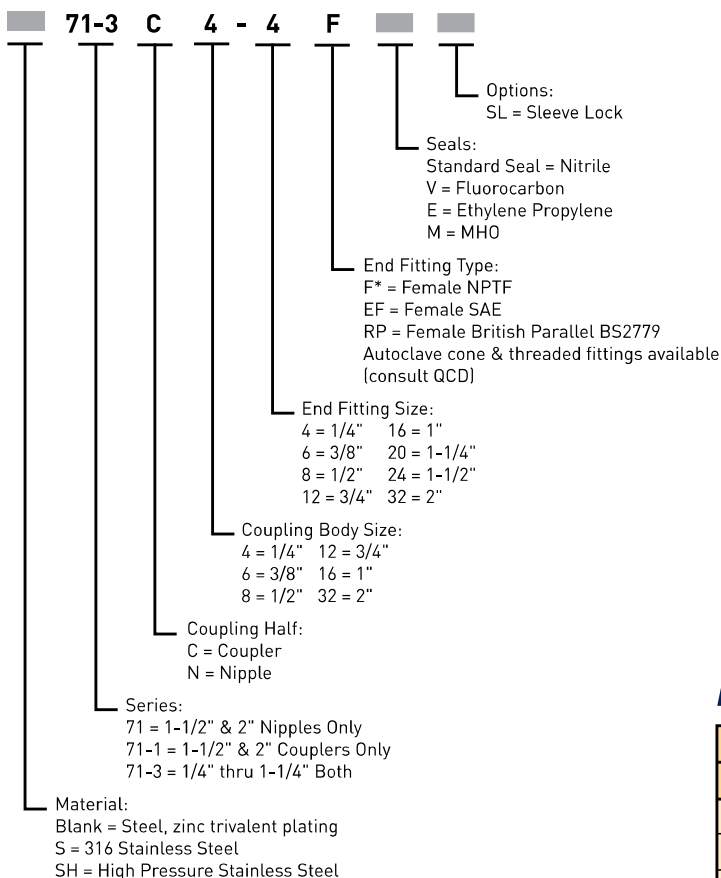 71-3 C 4 - 4 F
Options:
SL = Sleeve Lock
Seals:
Standard Seal = Nitrile
V = Fluorocarbon
E = Ethylene Propylene
M = MHO
End Fitting Type:
F* = Female NPTF
EF = Female SAE
RP = Female British Parallel BS2779
Autoclave cone & threaded fittings available
(consult QCD)
End Fitting Size:
4 = 1/4" 16 = 1"
6 = 3/8" 20 = 1-1/4"
8 = 1/2" 24 = 1-1/2"
12 = 3/4" 32 = 2"
Coupling Body Size:
4 = 1/4" 12 = 3/4"
6 = 3/8" 16 = 1"
8 = 1/2" 32 = 2"
Coupling Half:
C = Coupler
N = Nipple
Series:
71 = 1-1/2" & 2" Nipples Only
71-1 = 1-1/2" & 2" Couplers Only
71-3 = 1/4" thru 1-1/4" Both
Material:
Blank = Steel, zinc trivalent plating
S = 316 Stainless Steel
SH = High Pressure Stainless Steel